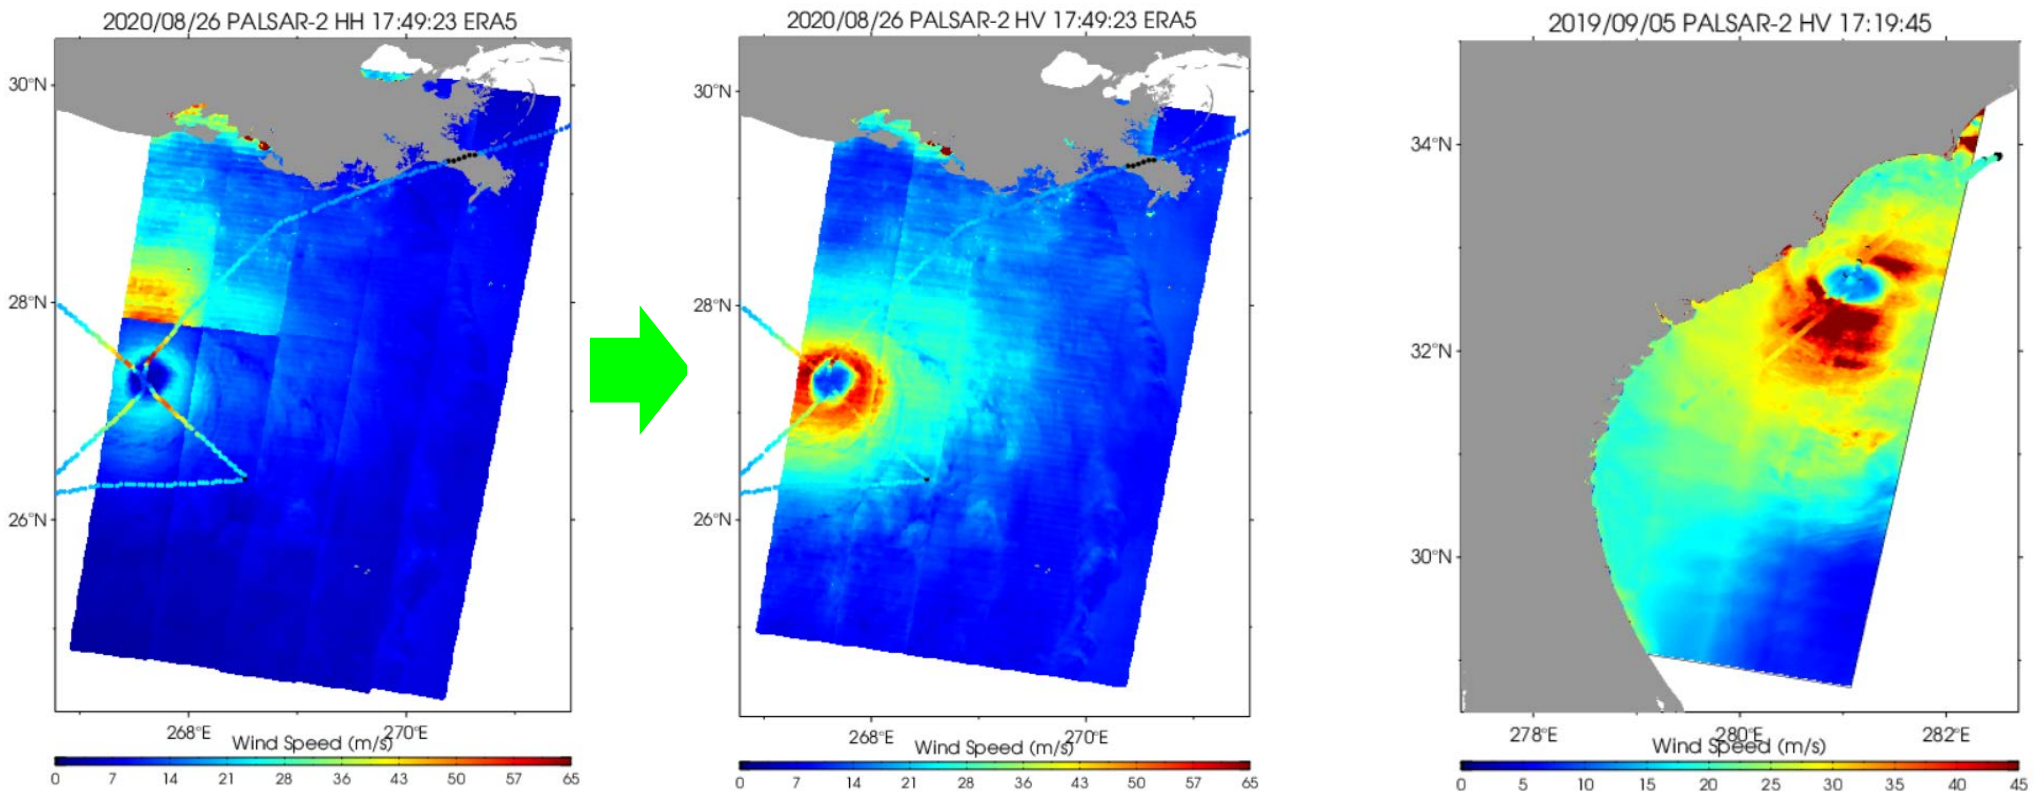 2020/08/26 PALSAR-2 HH 17:49:23 ERA5
30°N
28°N
26°N
268°E
270°E
Wind Speed (m/s)
0 7 14 21 28 36 43 50 57 65
2020/08/26 PALSAR-2 HV 17:49:23 ERA5
30°N
28°N
26°N
268°E
270°E
Wind Speed (m/s)
0 7 14 21 28 36 43 50 57 65
2019/09/05 PALSAR-2 HV 17:19:45
34°N
32°N
30°N
278°E
280°E
282°E
Wind Speed (m/s)
0 5 10 15 20 25 30 35 40 45